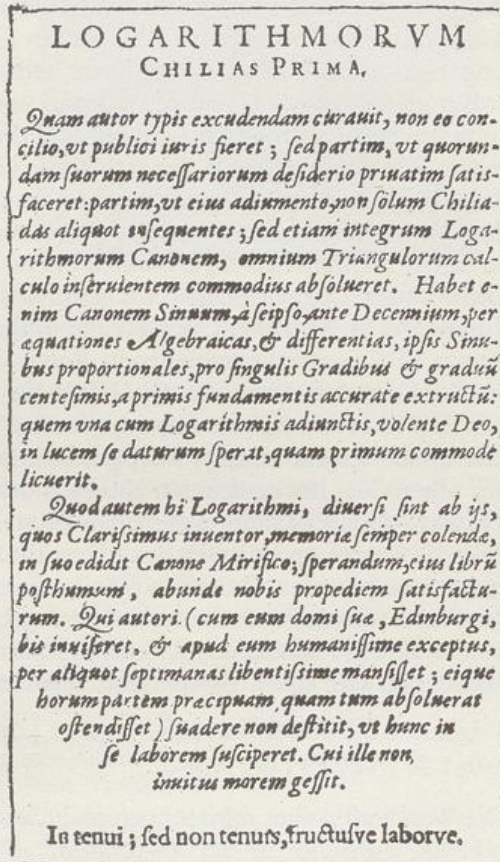 LOGARITHMORVM
CHILIAS PRIMA.
Quam autor typis excudendam curauit, non eo con-
cilio, vt publici iuris fieret ; sed partim, vt quorun-
dam suorum necessariorum desiderio priuatim satis-
faceret: partim, vt eius adiumento, non solum Chilia-
das aliquot insequentes ; sed etiam integrum Loga-
rithmorum Canonem, omnium Triangulorum cal-
culo inseruientem commodius absolueret. Habet e-
nim Canonem Sinuum, à seipso, ante Decennium, per
æquationes Algebraicas, & differentias, ipsis Sinu-
bus proportionales, pro singulis Gradibus & graduũ
centesimis, a primis fundamentis accurate extructũ:
quem vna cum Logarithmis adiunctis, volente Deo,
in lucem se daturum sperat, quam primum commode
licuerit.
Quod autem hi Logarithmi, diuersi sint ab ijs,
quos Clarissimus inuentor, memoriæ semper colendæ,
in suo edidit Canone Mirifico; sperandum, eius librũ
posthumum, abunde nobis propediem satisfactu-
rum. Qui autori (cum eum domi suæ, Edinburgi,
bis inuiseret, & apud eum humanissime exceptus,
per aliquot septimanas libentissime mansisset ; eique
horum partem præcipuam quam tum absoluerat
ostendisset ) suadere non destitit, vt hunc in
se laborem susciperet. Cui ille non,
inuitus morem gessit.
In tenui ; sed non tenuis, fructusve laborve.